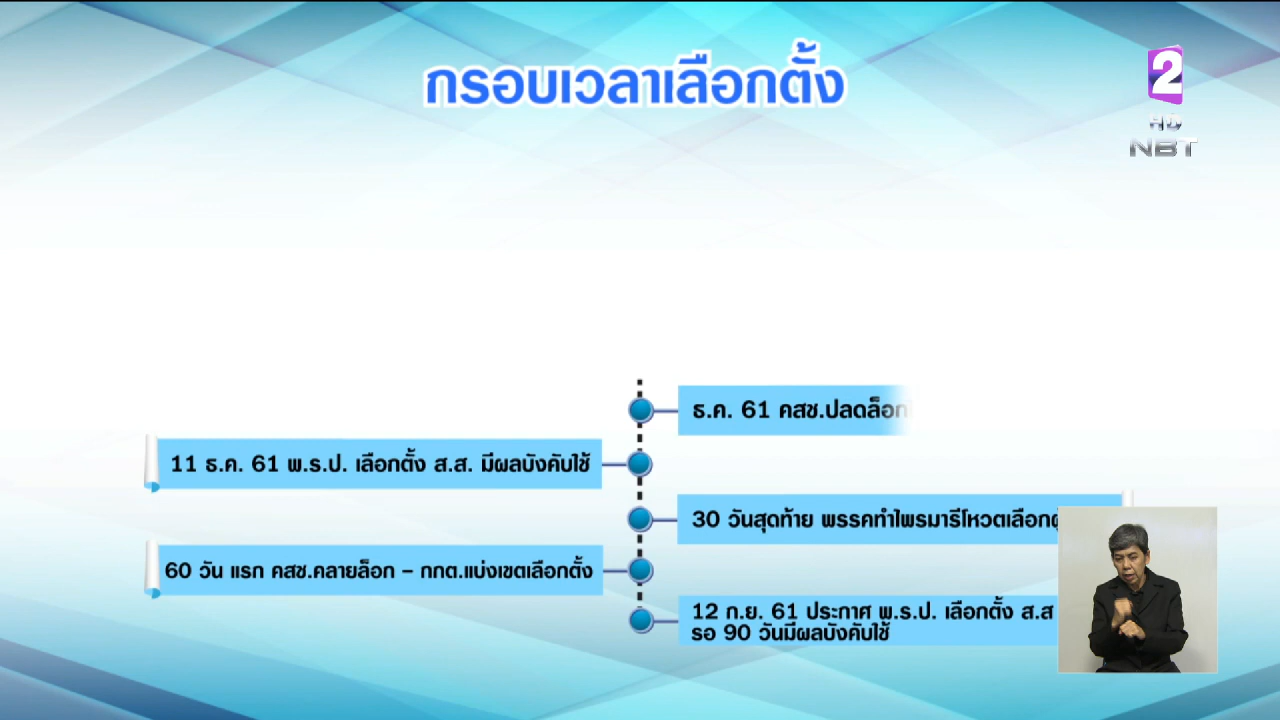 กรอบเวลาเลือกตั้ง
2
HD
NBT
ธ.ค. 61 คสช.ปลดล็อก
11 ธ.ค. 61 พ.ร.ป. เลือกตั้ง ส.ส. มีผลบังคับใช้
30 วันสุดท้าย พรรคทำไพรมารีโหวตเลือก
60 วัน แรก คสช.คลายล็อก – กกต.แบ่งเขตเลือกตั้ง
12 ก.ย. 61 ประกาศ พ.ร.ป. เลือกตั้ง ส.ส
รอ 90 วันมีผลบังคับใช้